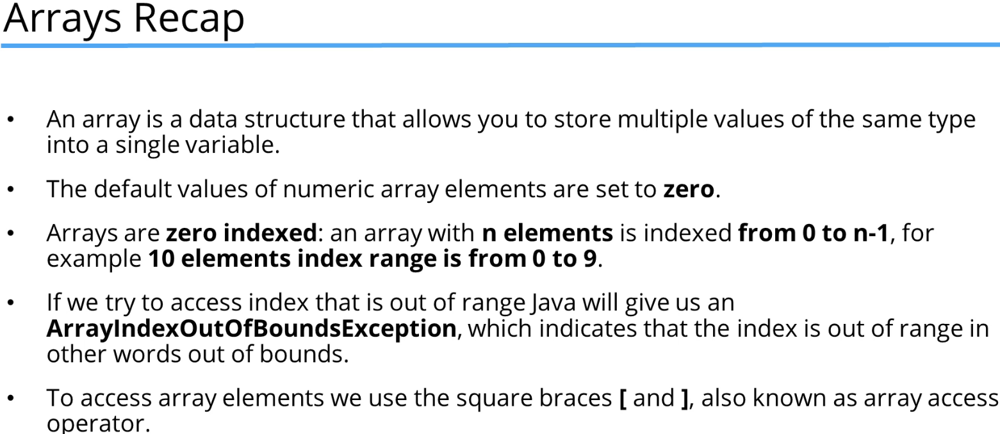 Arrays Recap
• An array is a data structure that allows you to store multiple values of the same type
into a single variable.
• The default values of numeric array elements are set to zero.
• Arrays are zero indexed: an array with n elements is indexed from 0 to n-1, for
example 10 elements index range is from 0 to 9.
• If we try to access index that is out of range Java will give us an
ArrayIndexOutOfBoundsException, which indicates that the index is out of range in
other words out of bounds.
• To access array elements we use the square braces [ and ], also known as array access
operator.